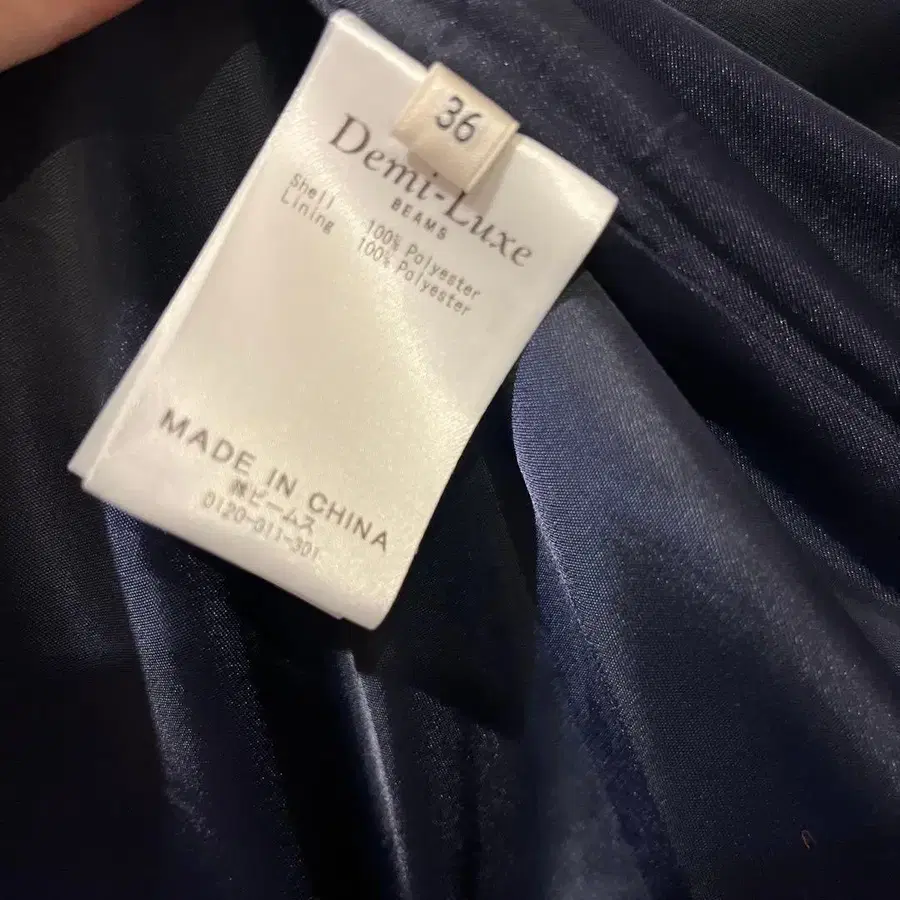 36
Demi-Luxe
BEAMS
Shell 100% Polyester
Lining 100% Polyester
MADE IN CHINA
㈱ビームス
0120-011-301